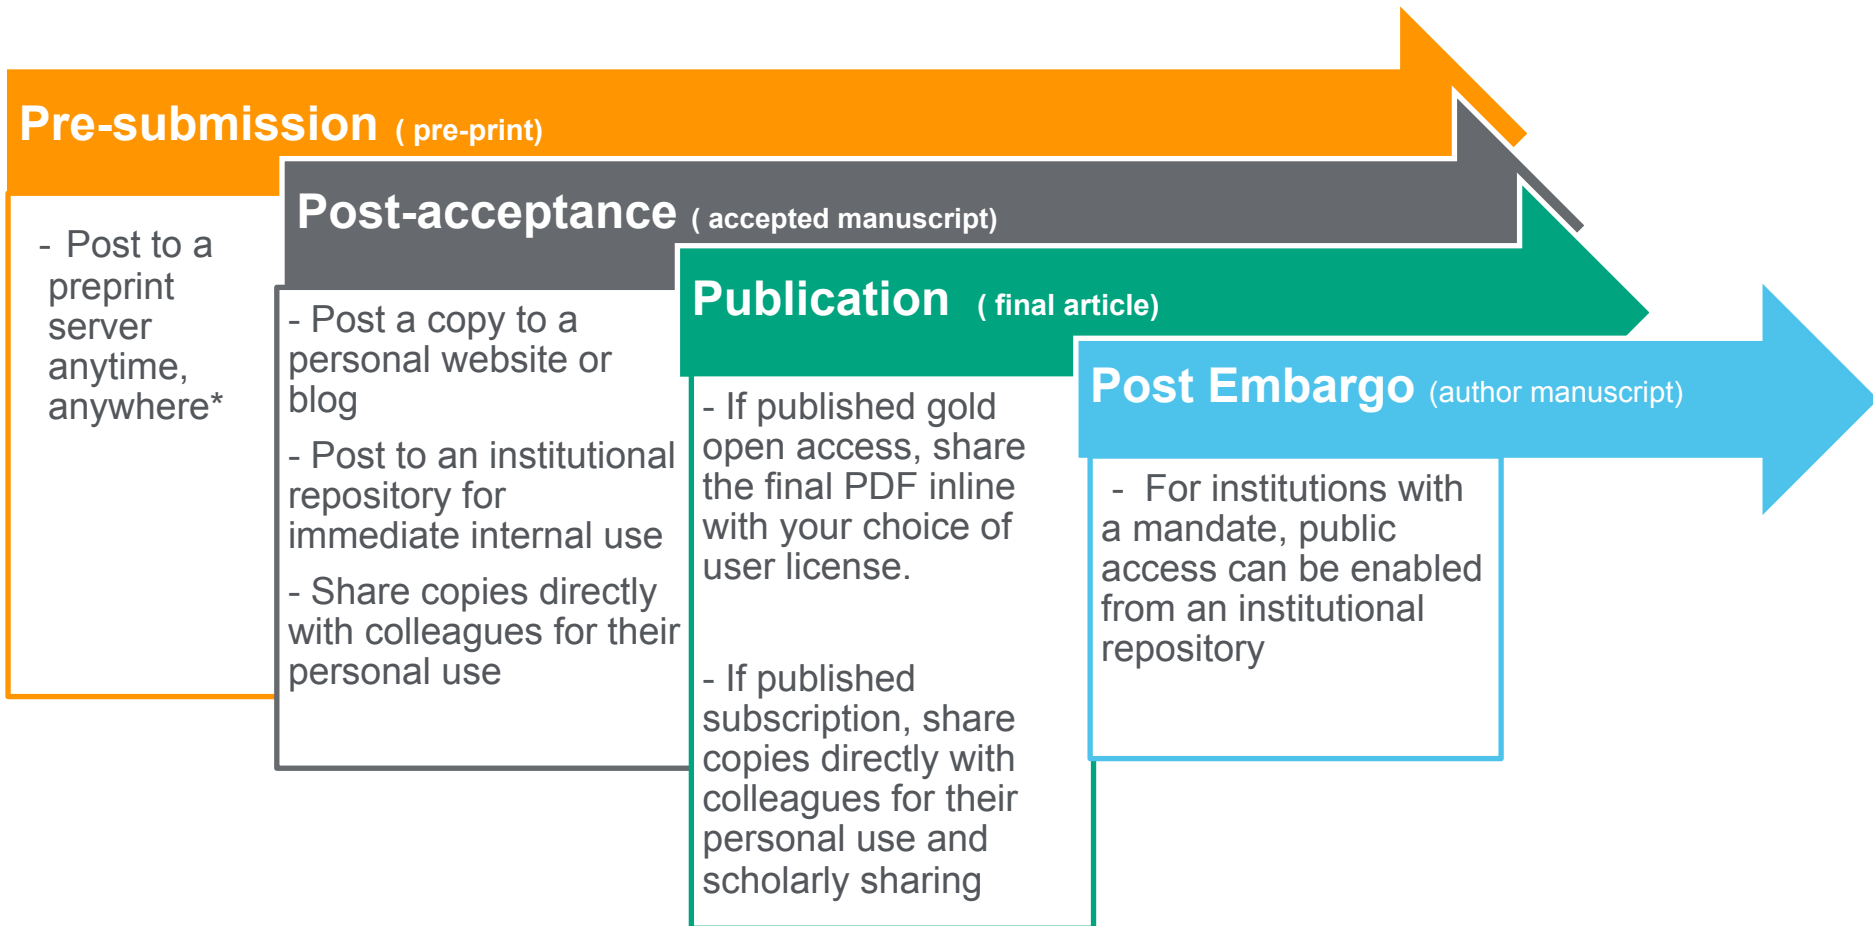 Pre-submission ( pre-print)
- Post to a
preprint
server
anytime,
anywhere*
Post-acceptance ( accepted manuscript)
- Post a copy to a
personal website or
blog
- Post to an institutional
repository for
immediate internal use
- Share copies directly
with colleagues for their
personal use
Publication ( final article)
- If published gold
open access, share
the final PDF inline
with your choice of
user license.
- If published
subscription, share
copies directly with
colleagues for their
personal use and
scholarly sharing
Post Embargo (author manuscript)
- For institutions with
a mandate, public
access can be enabled
from an institutional
repository